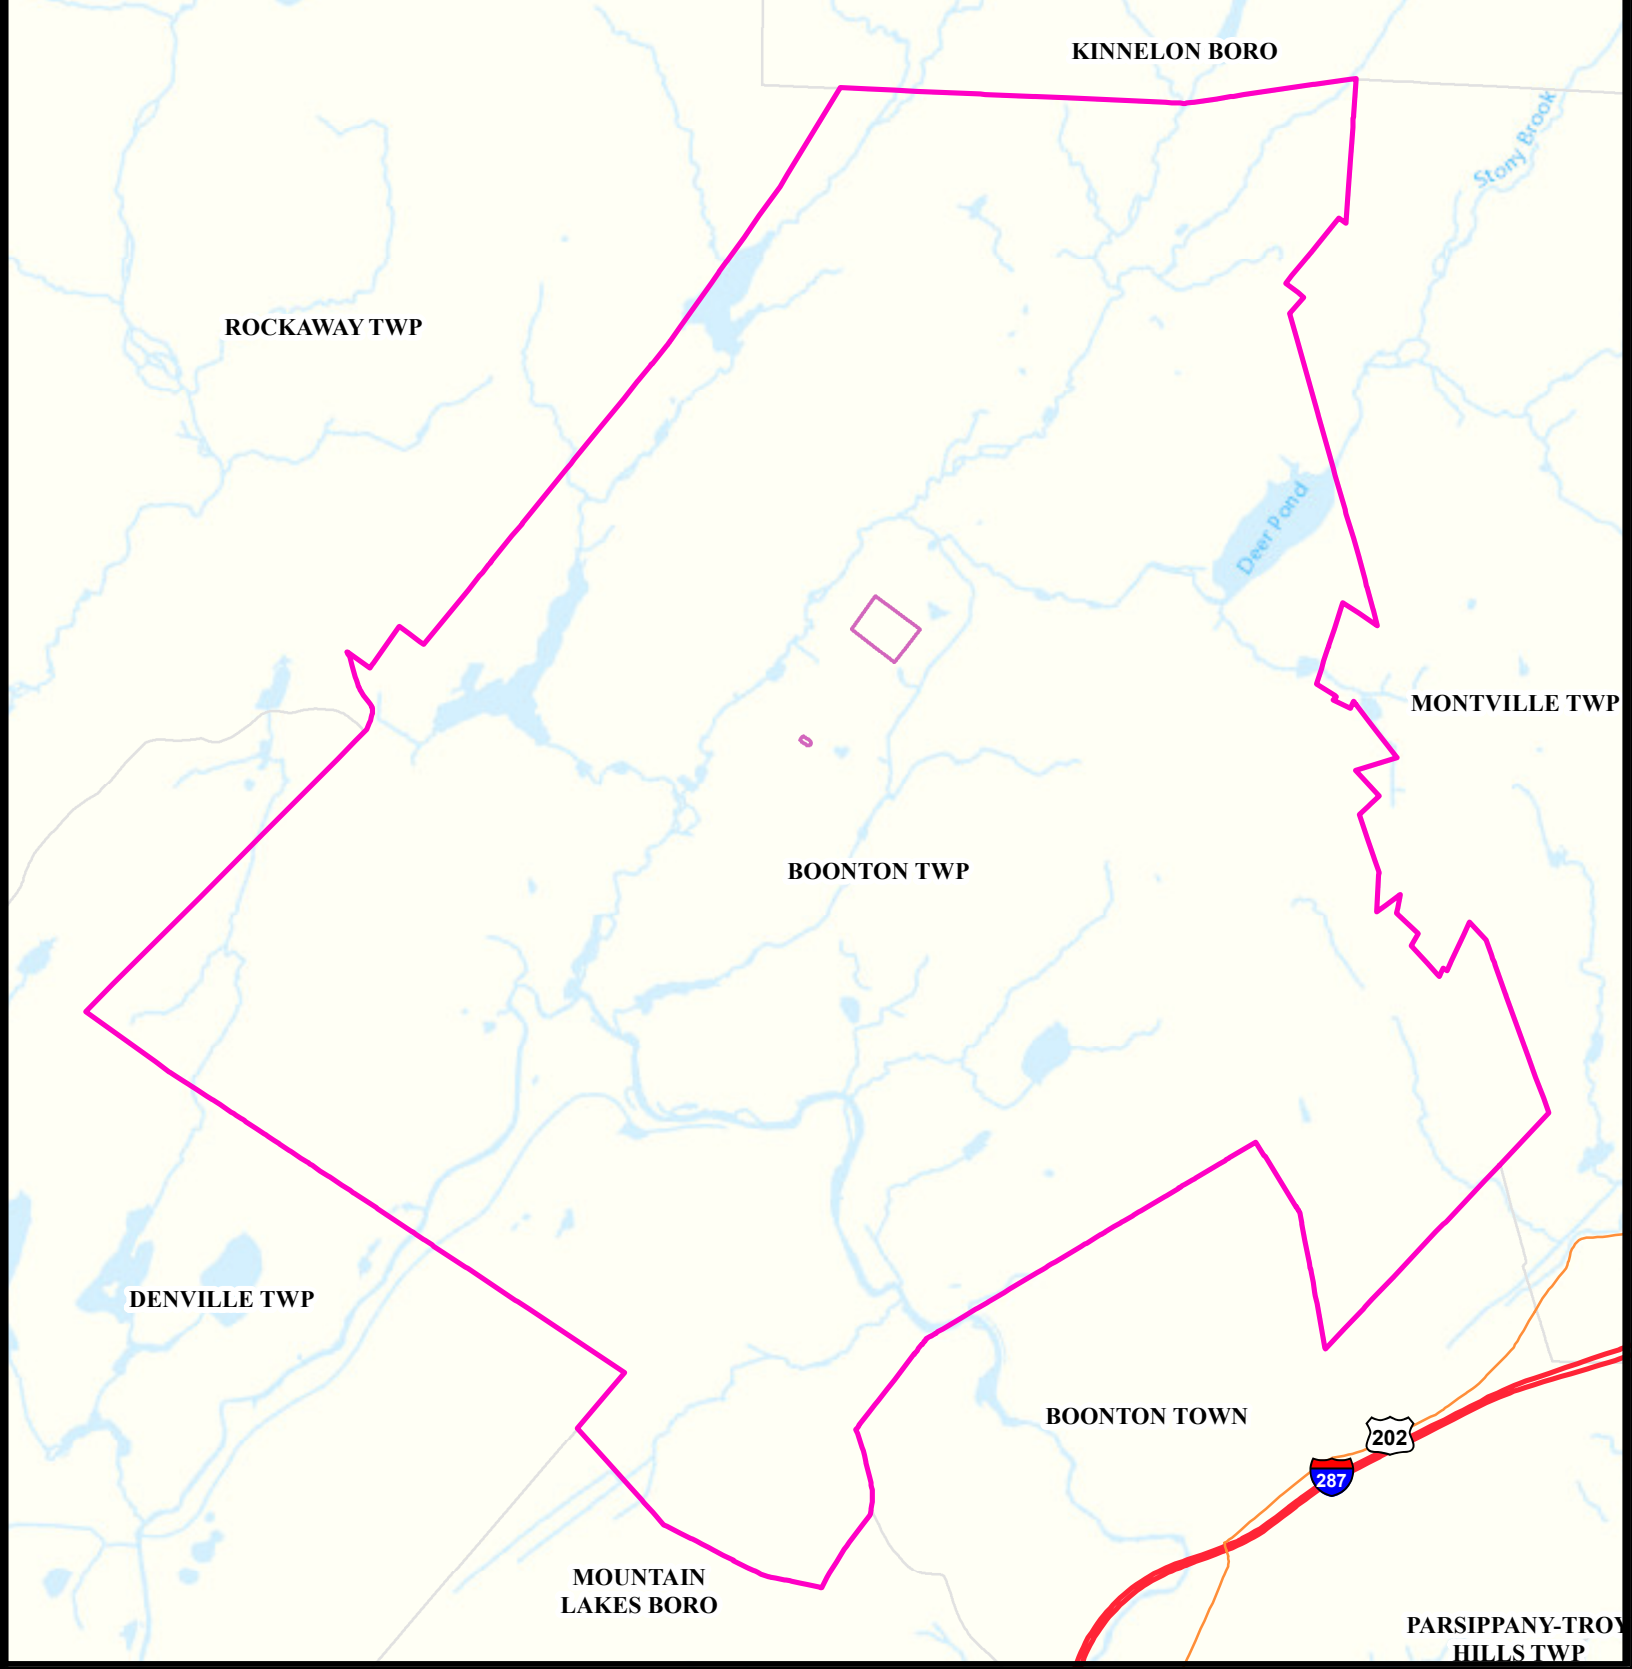 KINNELON BORO
Stony Brook
ROCKAWAY TWP
Deer Pond
MONTVILLE TWP
BOONTON TWP
DENVILLE TWP
BOONTON TOWN
202
287
MOUNTAIN
LAKES BORO
PARSIPPANY-TROY
HILLS TWP